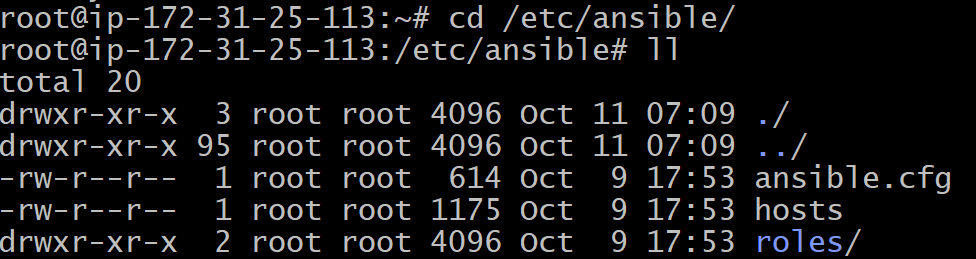 root@ip-172-31-25-113:~# cd /etc/ansible/
root@ip-172-31-25-113:/etc/ansible# ll
total 20
drwxr-xr-x  3 root root 4096 Oct 11 07:09 ./
drwxr-xr-x 95 root root 4096 Oct 11 07:09 ../
-rw-r--r--  1 root root  614 Oct  9 17:53 ansible.cfg
-rw-r--r--  1 root root 1175 Oct  9 17:53 hosts
drwxr-xr-x  2 root root 4096 Oct  9 17:53 roles/